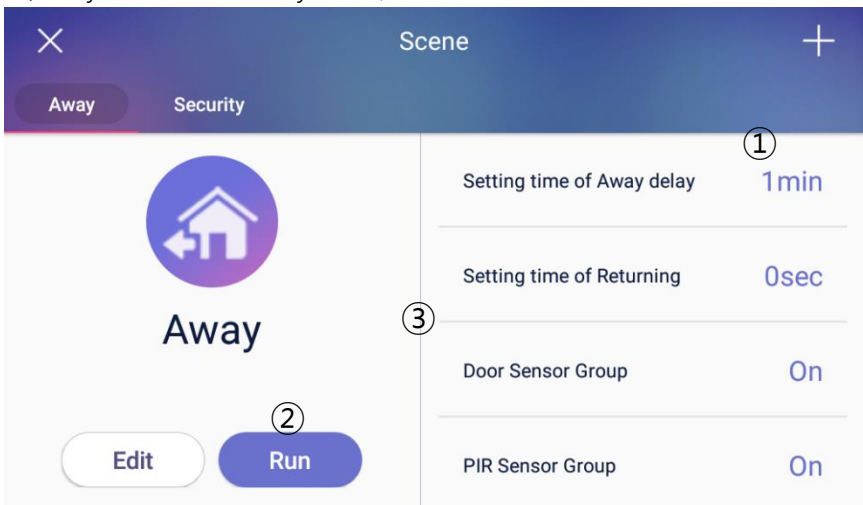 Scene
Away Security
①
Setting time of Away delay 1min
Setting time of Returning 0sec
③
Away
Door Sensor Group On
②
Edit Run
PIR Sensor Group On